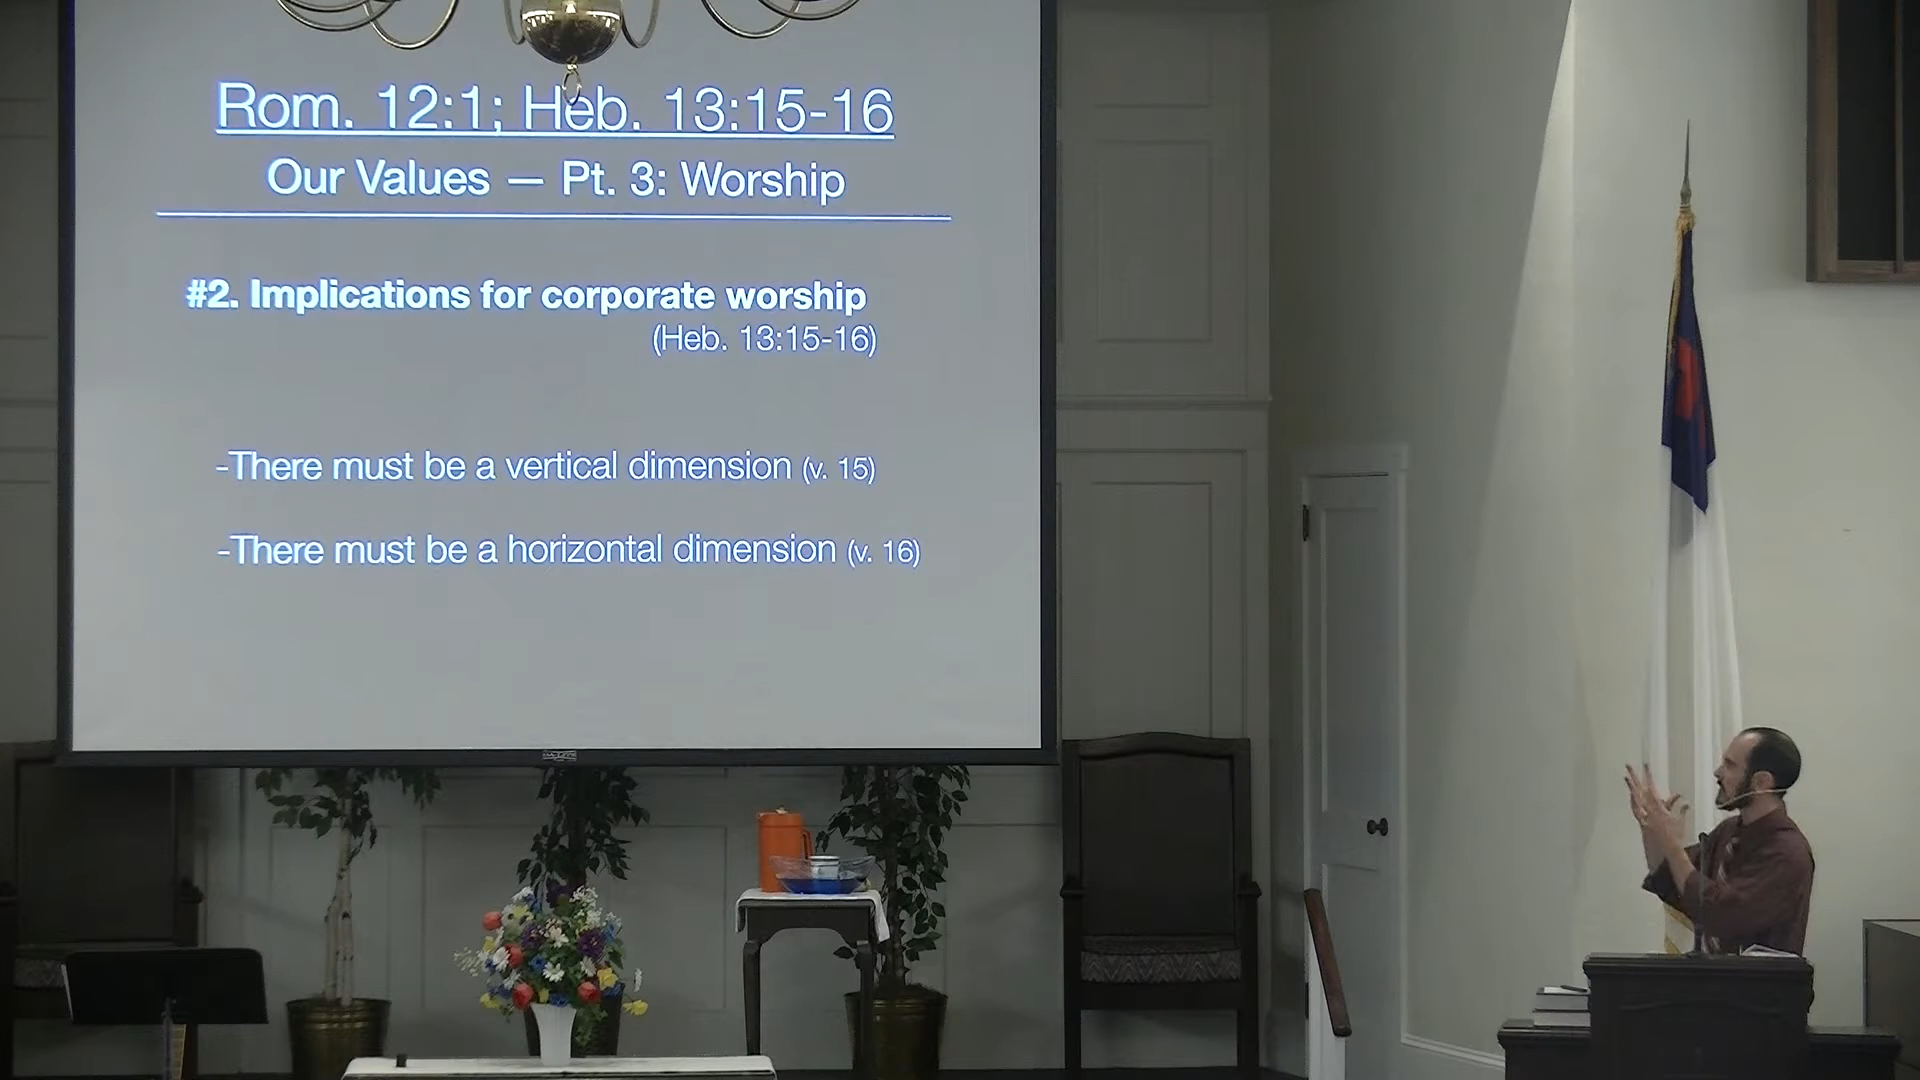 Rom. 12:1; Heb. 13:15-16
Our Values — Pt. 3: Worship
#2. Implications for corporate worship
(Heb. 13:15-16)
-There must be a vertical dimension (v. 15)
-There must be a horizontal dimension (v. 16)